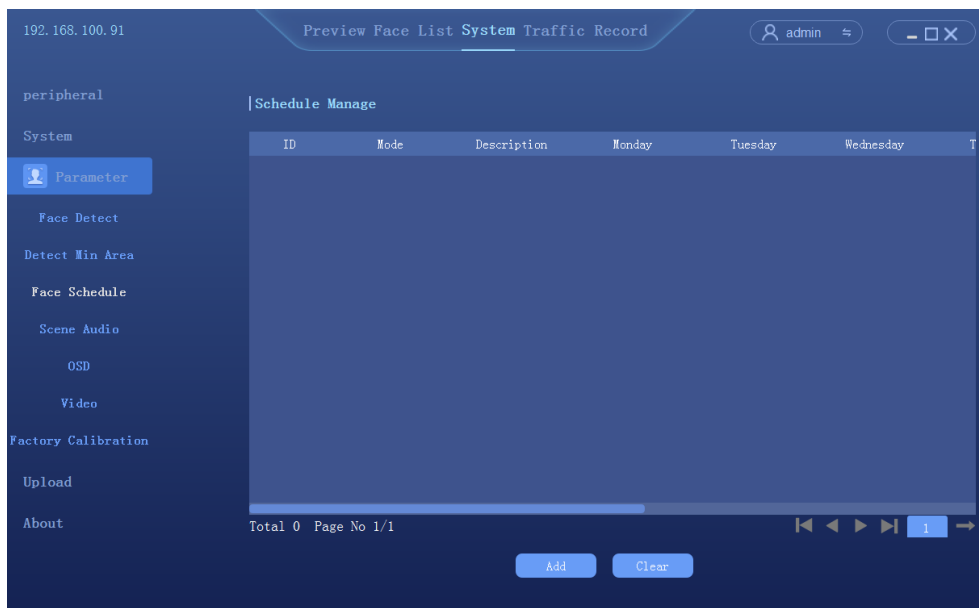 192.168.100.91
Preview Face List System Traffic Record
admin
peripheral
System
Parameter
Face Detect
Detect Min Area
Face Schedule
Scene Audio
OSD
Video
Factory Calibration
Upload
About
Schedule Manage
ID Mode Description Monday Tuesday Wednesday T
Total 0 Page No 1/1
1
Add Clear